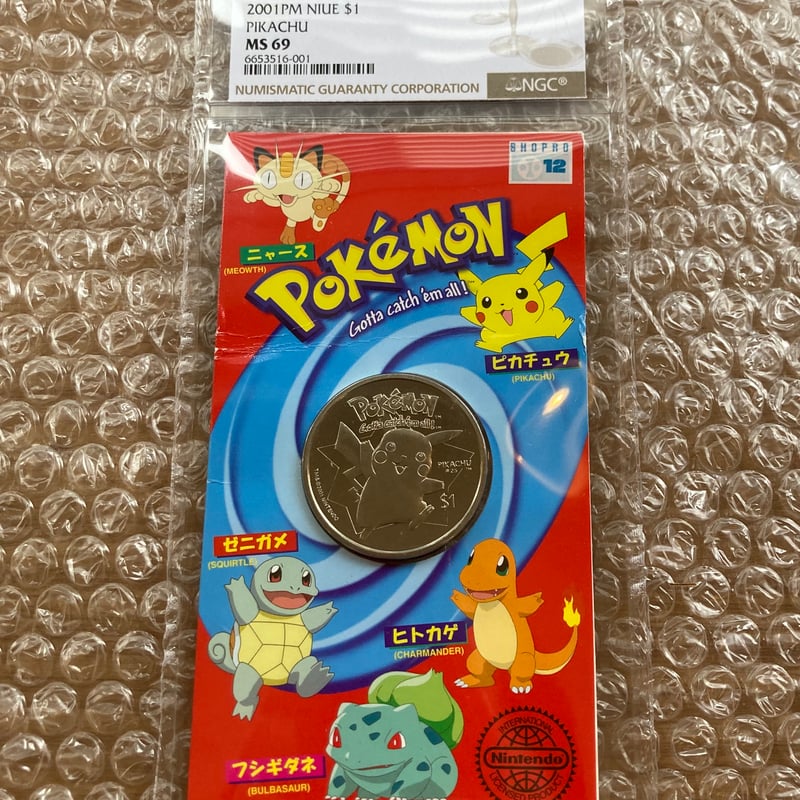 2001PM NIUE $1
PIKACHU
MS 69
6653516-001
NUMISMATIC GUARANTY CORPORATION
NGC®
SHOPRO
12
ニャース
(MEOWTH)
POKéMON
Gotta catch 'em all!
ピカチュウ
(PIKACHU)
POKéMON
Gotta catch 'em all!
PIKACHU
#25
$1
ゼニガメ
(SQUIRTLE)
ヒトカゲ
(CHARMANDER)
フシギダネ
(BULBASAUR)
INTERNATIONAL
Nintendo
LICENSED PRODUCT